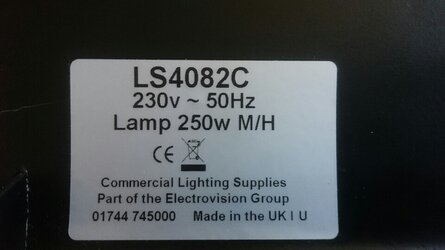 LS4082C
230v ~ 50Hz
Lamp 250w M/H
CE
Commercial Lighting Supplies
Part of the Electrovision Group
01744 745000 Made in the UK I U